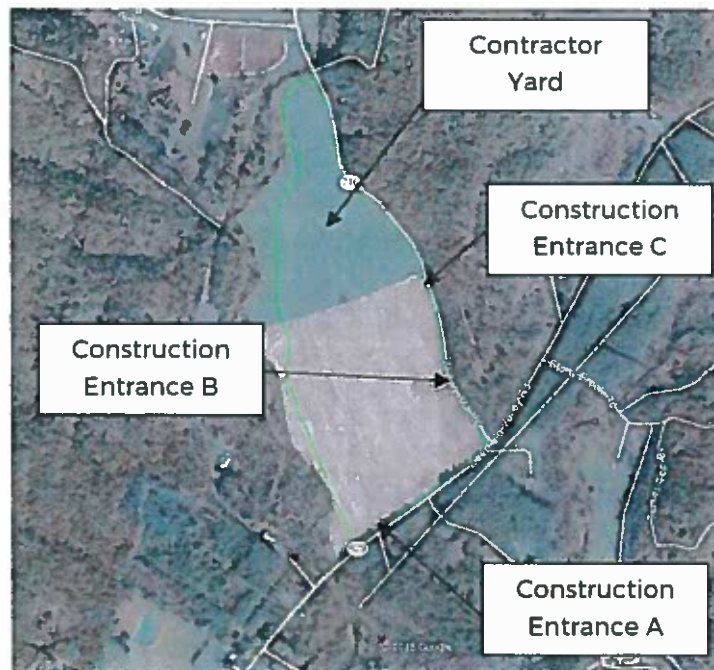 Contractor
Yard
Construction
Entrance C
Construction
Entrance B
Construction
Entrance A